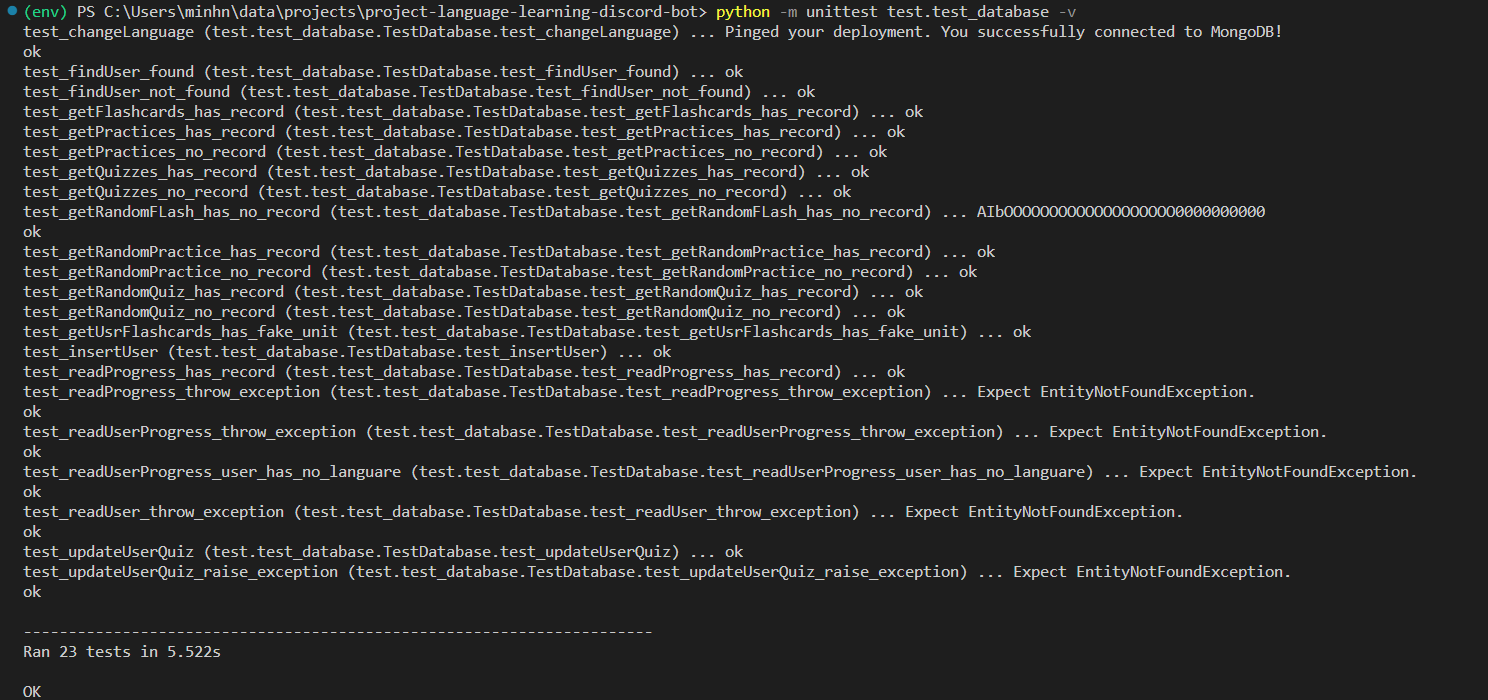 (env) PS C:\Users\minhn\data\projects\project-language-learning-discord-bot> python -m unittest test.test_database -v
test_changeLanguage (test.test_database.TestDatabase.test_changeLanguage) ... Pinged your deployment. You successfully connected to MongoDB!
ok
test_findUser_found (test.test_database.TestDatabase.test_findUser_found) ... ok
test_findUser_not_found (test.test_database.TestDatabase.test_findUser_not_found) ... ok
test_getFlashcards_has_record (test.test_database.TestDatabase.test_getFlashcards_has_record) ... ok
test_getPractices_has_record (test.test_database.TestDatabase.test_getPractices_has_record) ... ok
test_getPractices_no_record (test.test_database.TestDatabase.test_getPractices_no_record) ... ok
test_getQuizzes_has_record (test.test_database.TestDatabase.test_getQuizzes_has_record) ... ok
test_getQuizzes_no_record (test.test_database.TestDatabase.test_getQuizzes_no_record) ... ok
test_getRandomFLash_has_no_record (test.test_database.TestDatabase.test_getRandomFLash_has_no_record) ... AIbOOOOOOOOOOOOOOOOOOO0000000000
ok
test_getRandomPractice_has_record (test.test_database.TestDatabase.test_getRandomPractice_has_record) ... ok
test_getRandomPractice_no_record (test.test_database.TestDatabase.test_getRandomPractice_no_record) ... ok
test_getRandomQuiz_has_record (test.test_database.TestDatabase.test_getRandomQuiz_has_record) ... ok
test_getRandomQuiz_no_record (test.test_database.TestDatabase.test_getRandomQuiz_no_record) ... ok
test_getUsrFlashcards_has_fake_unit (test.test_database.TestDatabase.test_getUsrFlashcards_has_fake_unit) ... ok
test_insertUser (test.test_database.TestDatabase.test_insertUser) ... ok
test_readProgress_has_record (test.test_database.TestDatabase.test_readProgress_has_record) ... ok
test_readProgress_throw_exception (test.test_database.TestDatabase.test_readProgress_throw_exception) ... Expect EntityNotFoundException.
ok
test_readUserProgress_throw_exception (test.test_database.TestDatabase.test_readUserProgress_throw_exception) ... Expect EntityNotFoundException.
ok
test_readUserProgress_user_has_no_languare (test.test_database.TestDatabase.test_readUserProgress_user_has_no_languare) ... Expect EntityNotFoundException.
ok
test_readUser_throw_exception (test.test_database.TestDatabase.test_readUser_throw_exception) ... Expect EntityNotFoundException.
ok
test_updateUserQuiz (test.test_database.TestDatabase.test_updateUserQuiz) ... ok
test_updateUserQuiz_raise_exception (test.test_database.TestDatabase.test_updateUserQuiz_raise_exception) ... Expect EntityNotFoundException.
ok
----------------------------------------------------------------------
Ran 23 tests in 5.522s
OK